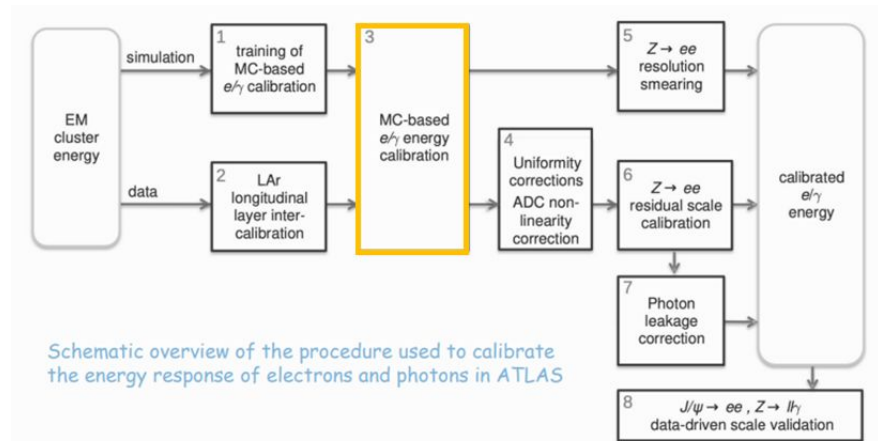 EM
cluster
energy
simulation
data
1
training of
MC-based
e/γ calibration
2
LAr
longitudinal
layer inter-
calibration
3
MC-based
e/γ energy
calibration
4
Uniformity
corrections
ADC non-
linearity
correction
5
Z → ee
resolution
smearing
6
Z → ee
residual scale
calibration
7
Photon
leakage
correction
calibrated
e/γ
energy
8
J/ψ → ee , Z → llγ
data-driven scale validation
Schematic overview of the procedure used to calibrate
the energy response of electrons and photons in ATLAS